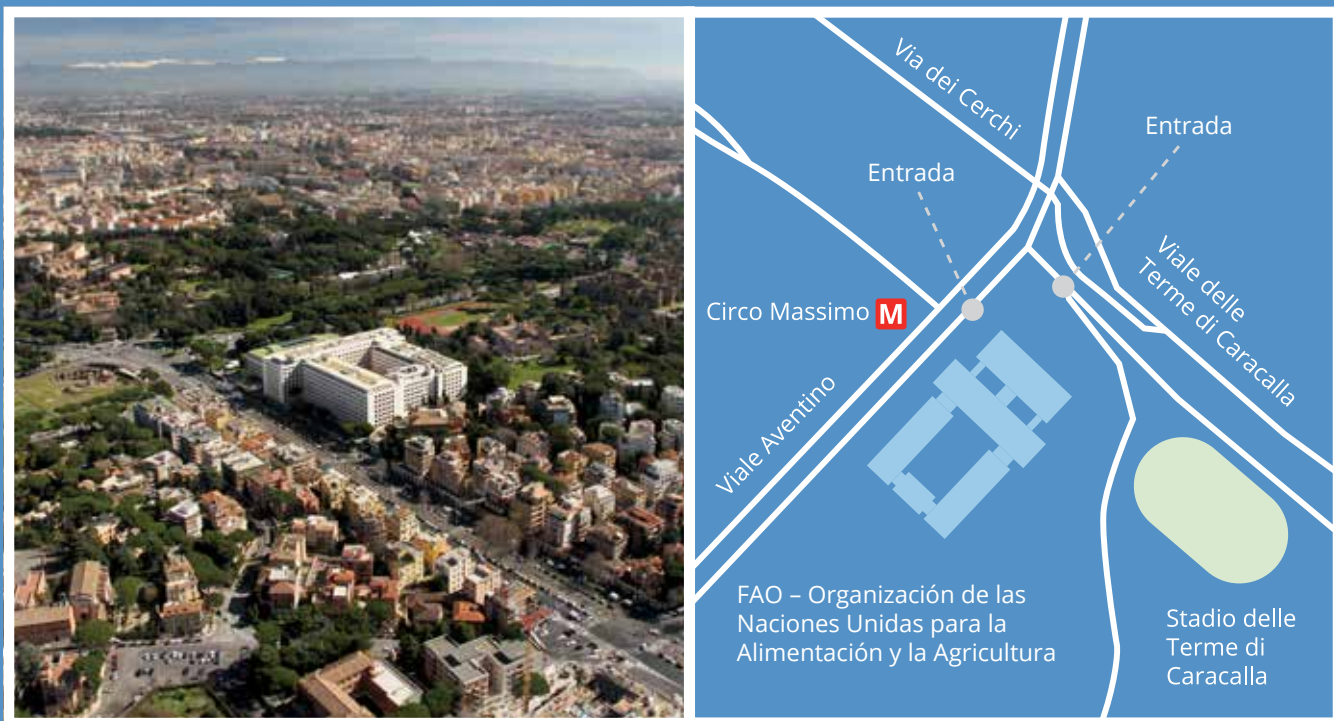 Via dei Cerchi
Entrada
Entrada
Viale delle
Terme di Caracalla
Circo Massimo M
Viale Aventino
FAO – Organización de las
Naciones Unidas para la
Alimentación y la Agricultura
Stadio delle
Terme di
Caracalla